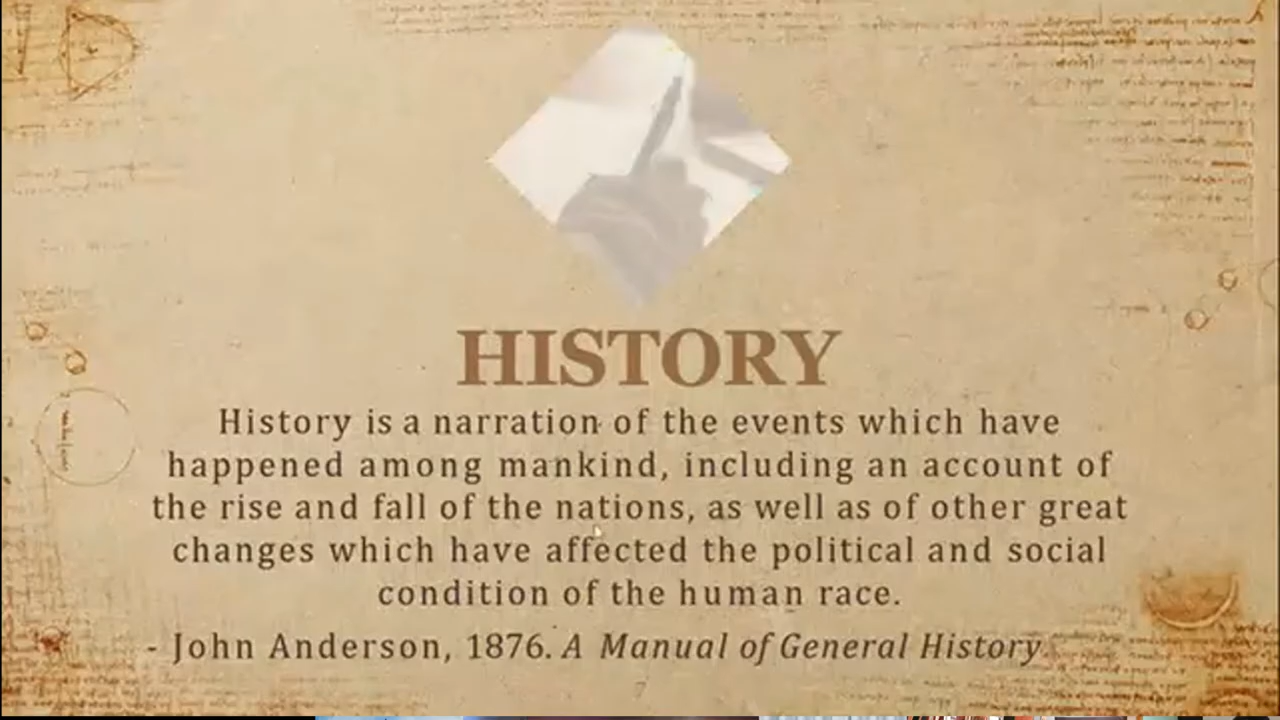 HISTORY
History is a narration of the events which have
happened among mankind, including an account of
the rise and fall of the nations, as well as of other great
changes which have affected the political and social
condition of the human race.
- John Anderson, 1876. A Manual of General History
7